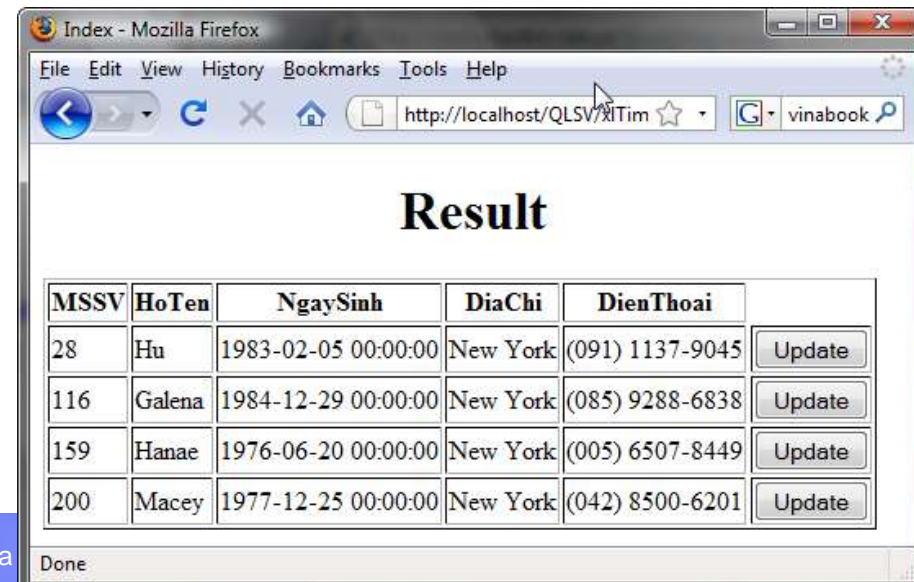 Index - Mozilla Firefox
File Edit View History Bookmarks Tools Help
http://localhost/QLSV/xlTim vinabook
Result
MSSV HoTen NgaySinh DiaChi DienThoai
28 Hu 1983-02-05 00:00:00 New York (091) 1137-9045 Update
116 Galena 1984-12-29 00:00:00 New York (085) 9288-6838 Update
159 Hanae 1976-06-20 00:00:00 New York (005) 6507-8449 Update
200 Macey 1977-12-25 00:00:00 New York (042) 8500-6201 Update
a
Done